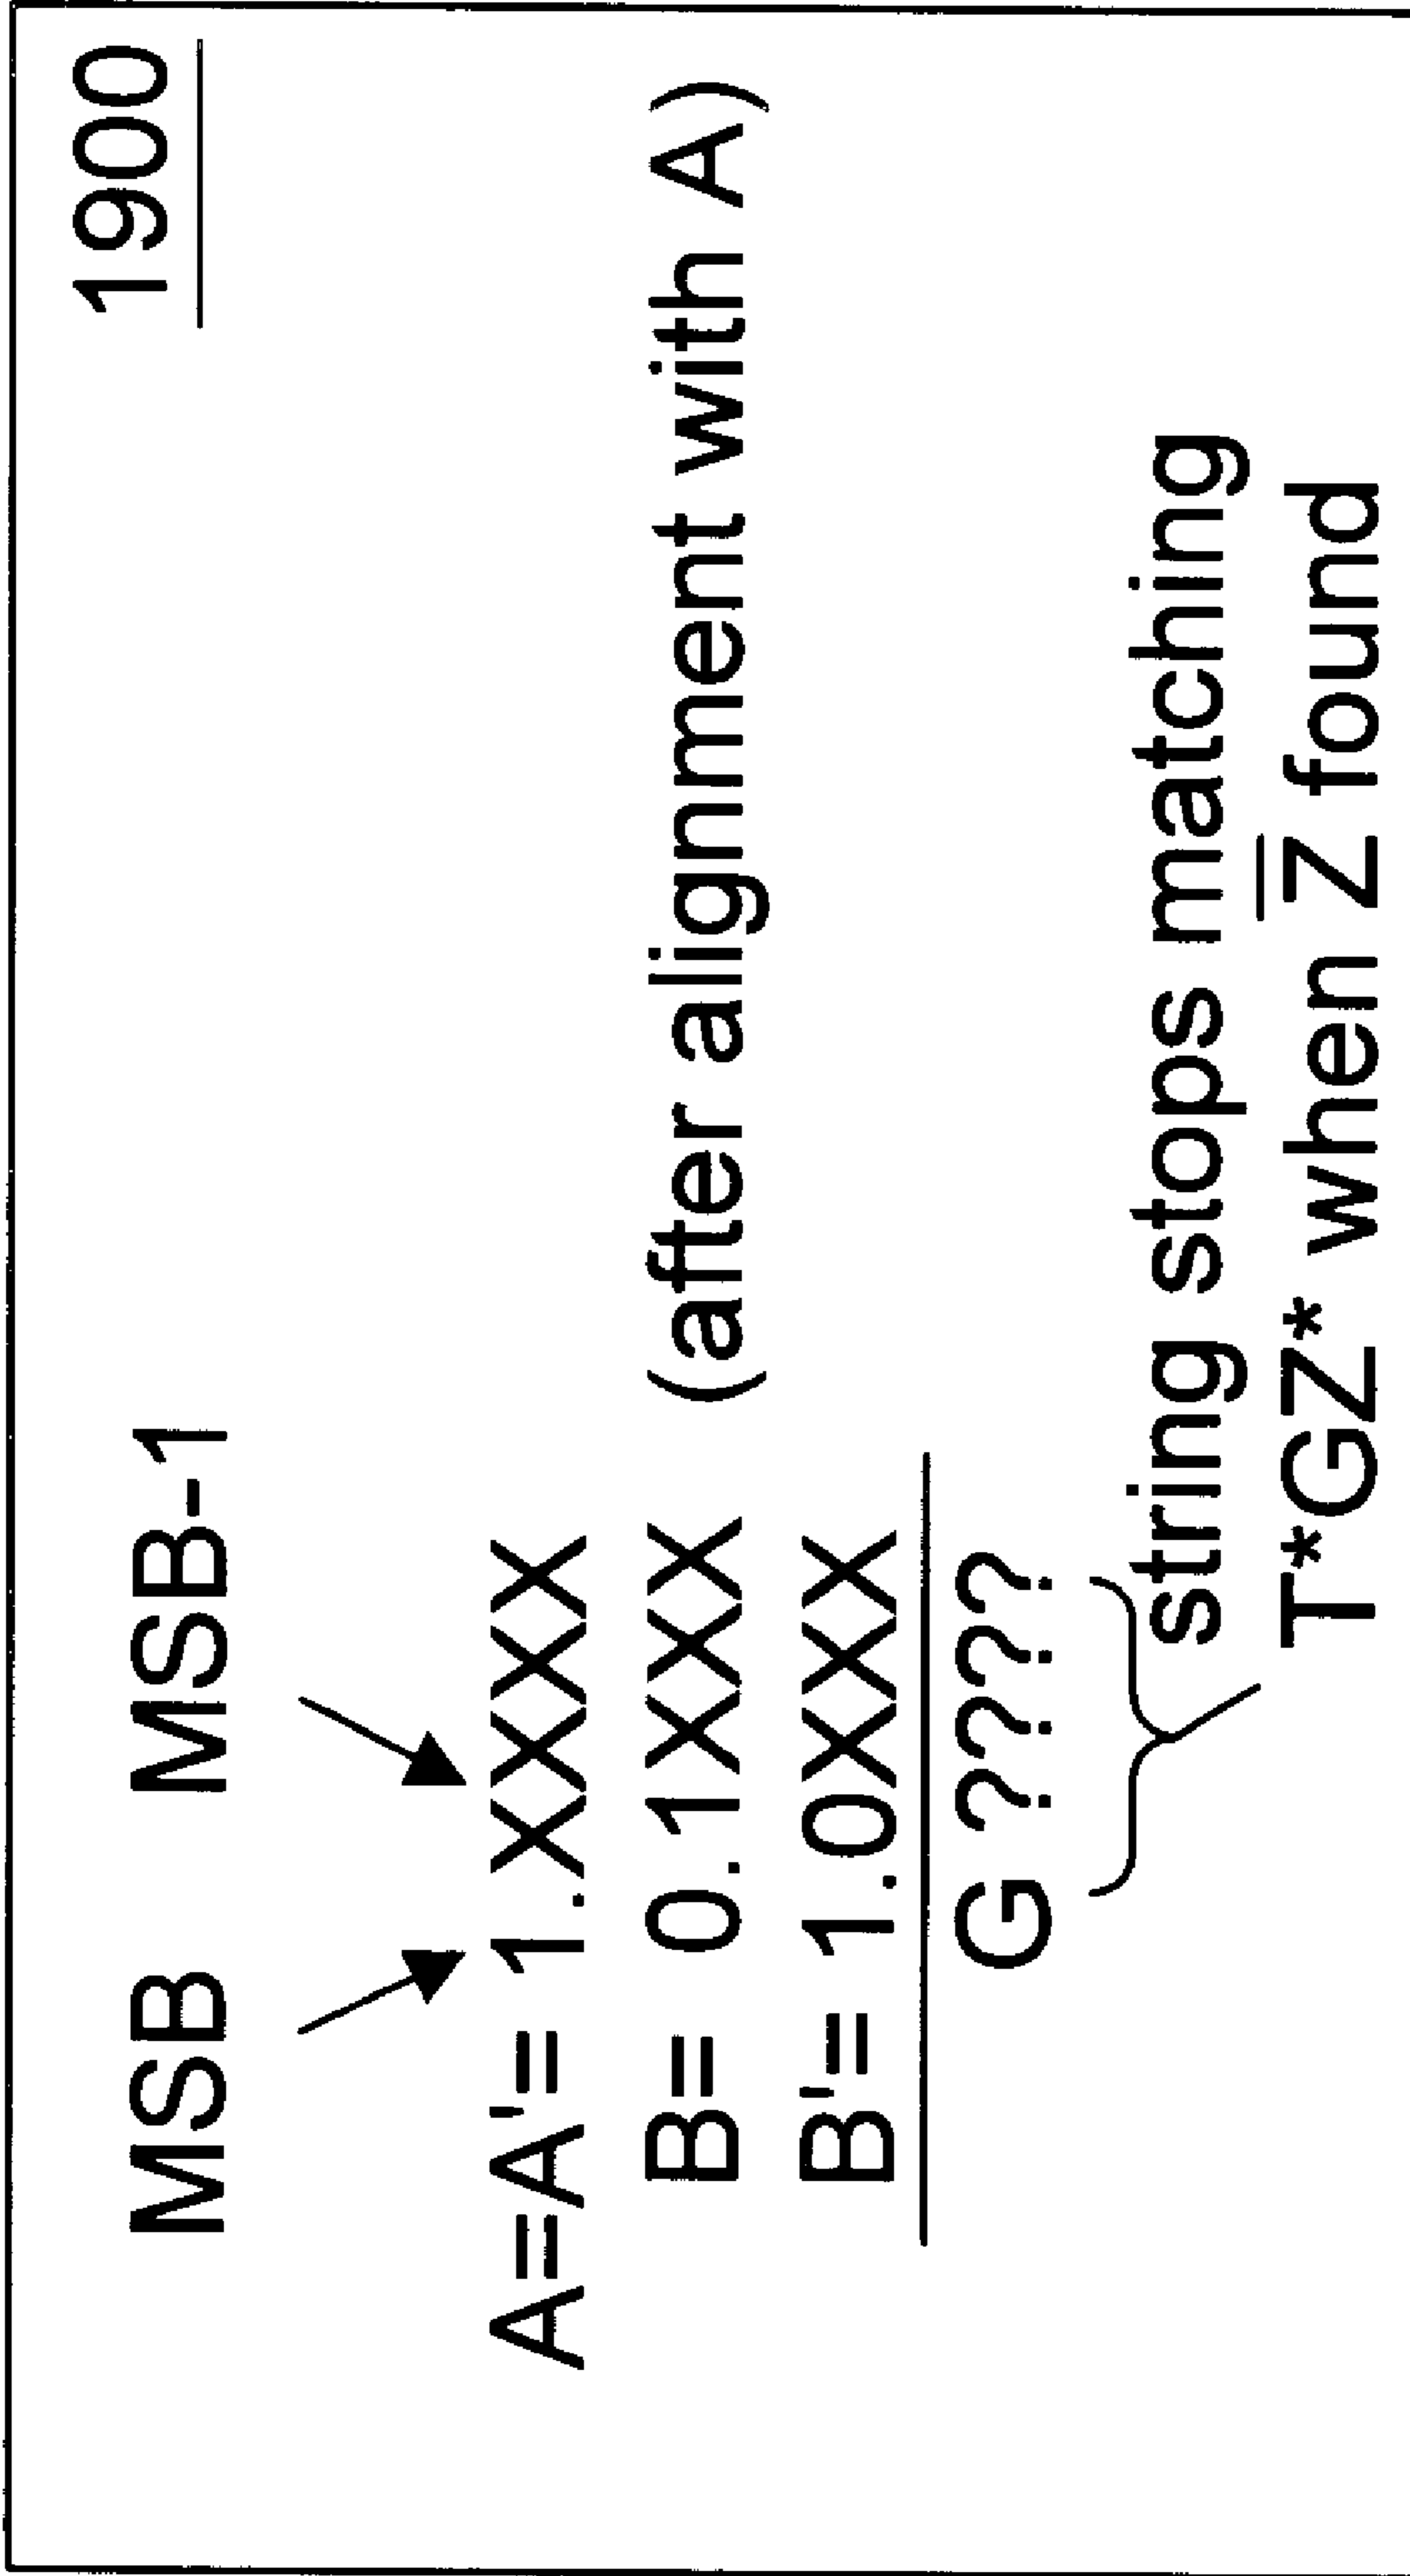 1900
MSB MSB-1
A=A'= 1.XXXX
B= 0.1XXX (after alignment with A)
B'= 1.0XXX
G ????
string stops matching
T*GZ* when Z̅ found